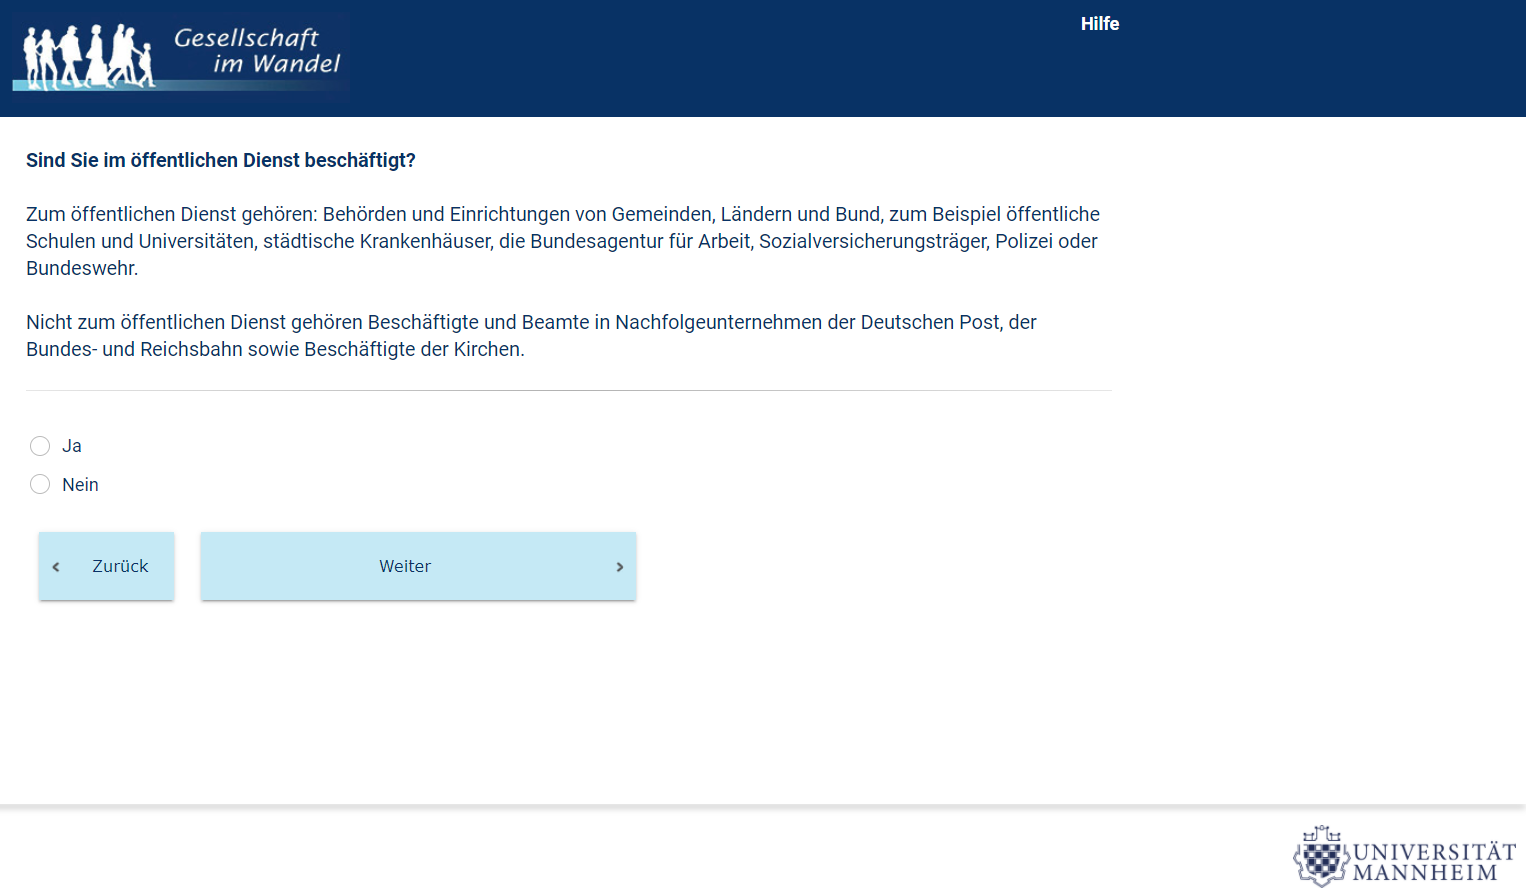 Gesellschaft
im Wandel
Hilfe
Sind Sie im öffentlichen Dienst beschäftigt?
Zum öffentlichen Dienst gehören: Behörden und Einrichtungen von Gemeinden, Ländern und Bund, zum Beispiel öffentliche
Schulen und Universitäten, städtische Krankenhäuser, die Bundesagentur für Arbeit, Sozialversicherungsträger, Polizei oder
Bundeswehr.
Nicht zum öffentlichen Dienst gehören Beschäftigte und Beamte in Nachfolgeunternehmen der Deutschen Post, der
Bundes- und Reichsbahn sowie Beschäftigte der Kirchen.
Ja
Nein
Zurück
Weiter
UNIVERSITÄT
MANNHEIM